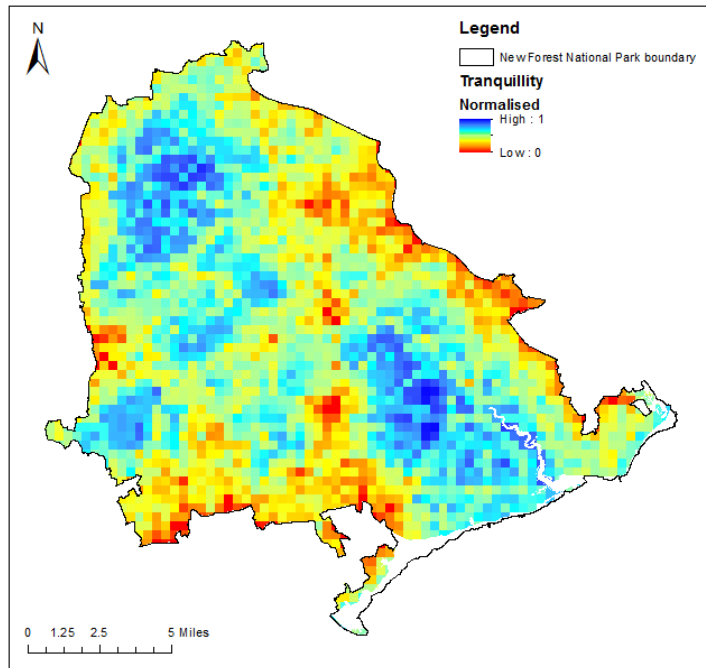 N
Legend
New Forest National Park boundary
Tranquillity
Normalised
High : 1
Low : 0
0 1.25 2.5 5 Miles